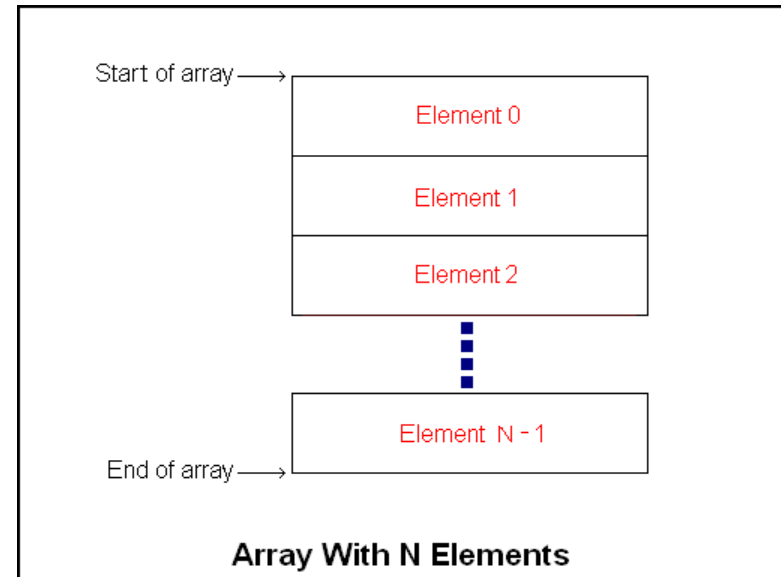 Start of array
Element 0
Element 1
Element 2
Element N - 1
End of array
Array With N Elements